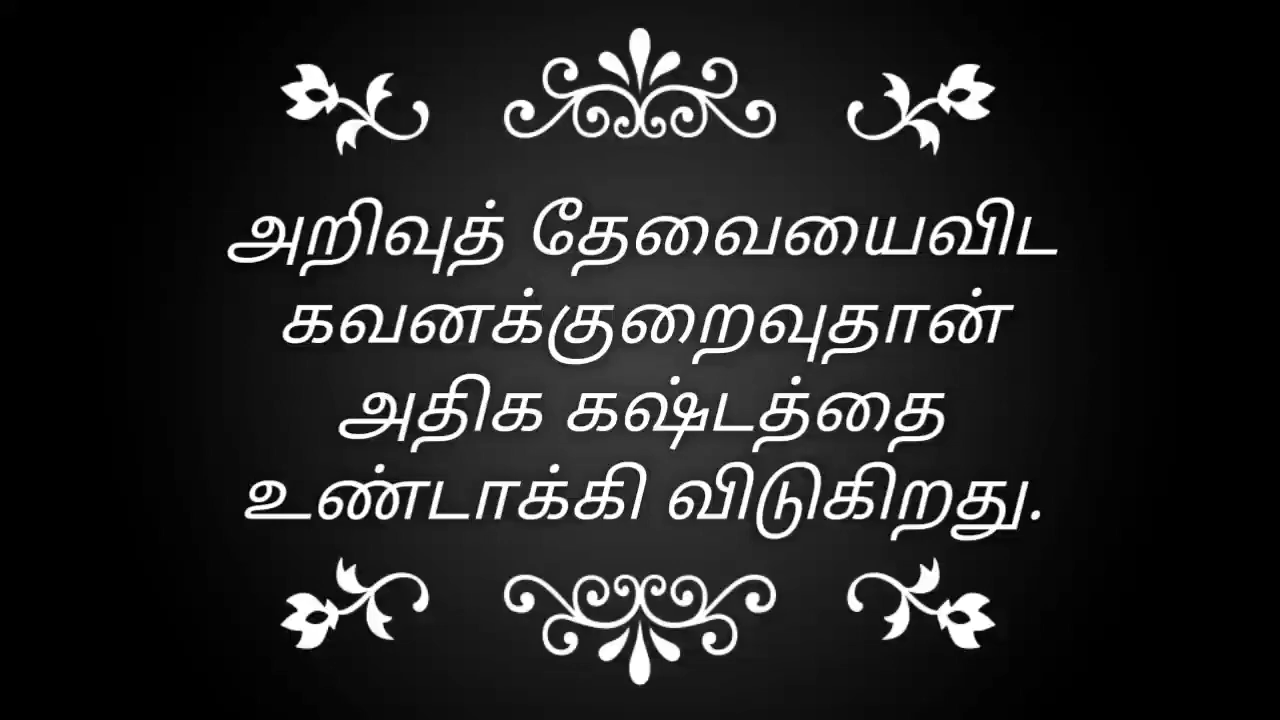 அறிவுத் தேவையைவிட
கவனக்குறைவுதான்
அதிக கஷ்டத்தை
உண்டாக்கி விடுகிறது.